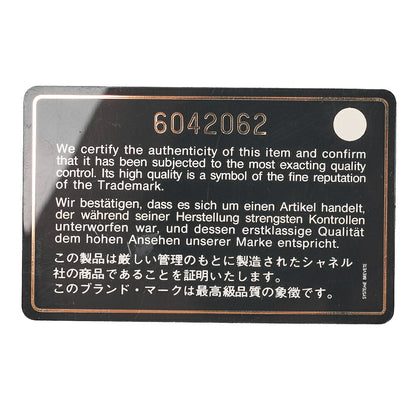 6042062
We certify the authenticity of this item and confirm
that it has been subjected to the most exacting quality
control. Its high quality is a symbol of the fine reputation
of the Trademark.
Wir bestätigen, dass es sich um einen Artikel handelt,
der während seiner Herstellung strengsten Kontrollen
unterworfen war, und dessen erstklassige Qualität
dem hohen Ansehen unserer Marke entspricht.
この製品は厳しい管理のもとに製造されたシャネル
社の商品であることを証明いたします。
このブランド・マークは最高級品質の象徴です。